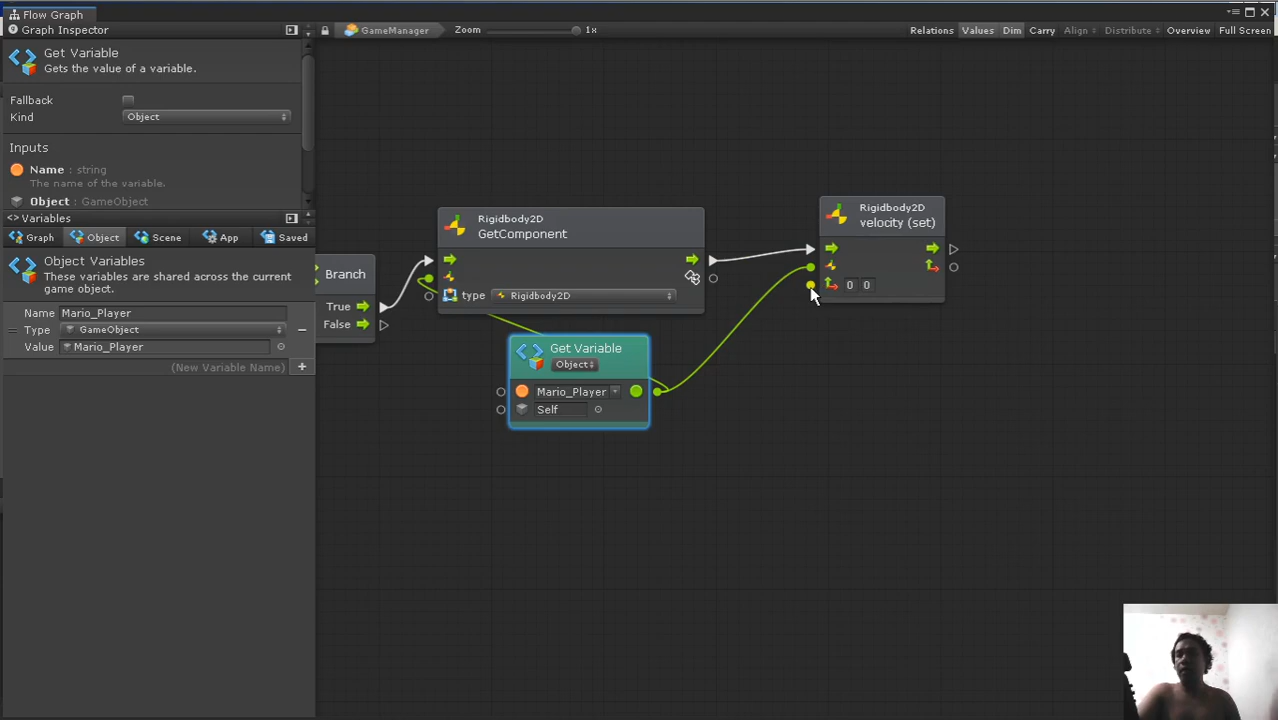 Flow Graph
Graph Inspector
GameManager
Zoom
1x
Relations
Values
Dim
Carry
Align
Distribute
Overview
Full Screen
Get Variable
Gets the value of a variable.
Fallback
Kind
Object
Inputs
Name : string
The name of the variable.
Object : GameObject
<> Variables
Graph
Object
Scene
App
Saved
Object Variables
These variables are shared across the current
game object.
Name
Mario_Player
Type
GameObject
Value
Mario_Player
(New Variable Name)
+
Branch
True
False
Rigidbody2D
GetComponent
type
Rigidbody2D
Get Variable
Object
Mario_Player
Self
Rigidbody2D
velocity (set)
0
0